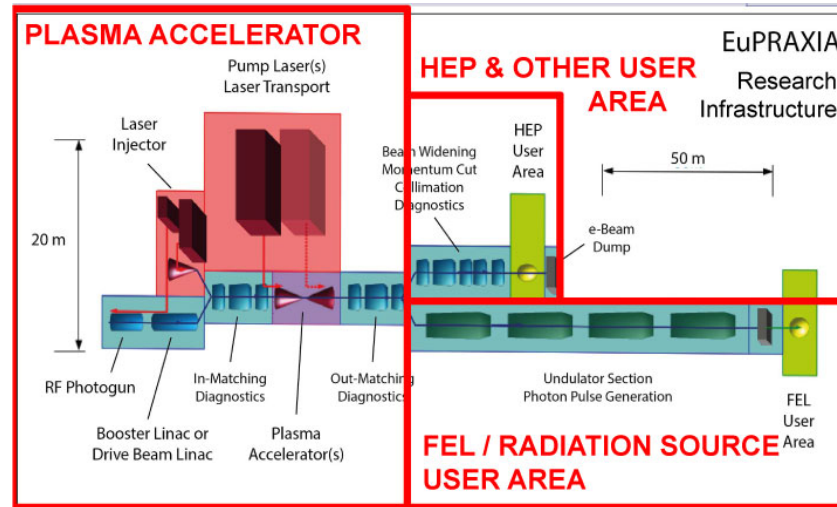 PLASMA ACCELERATOR
Pump Laser(s)
Laser Transport
Laser
Injector
20 m
RF Photogun
In-Matching
Diagnostics
Out-Matching
Diagnostics
Booster Linac or
Drive Beam Linac
Plasma
Accelerator(s)
HEP & OTHER USER
AREA
EuPRAXIA
Research
Infrastructure
Beam Widening
Momentum Cut
Collimation
Diagnostics
HEP
User
Area
50 m
e-Beam
Dump
Undulator Section
Photon Pulse Generation
FEL
User
Area
FEL / RADIATION SOURCE
USER AREA